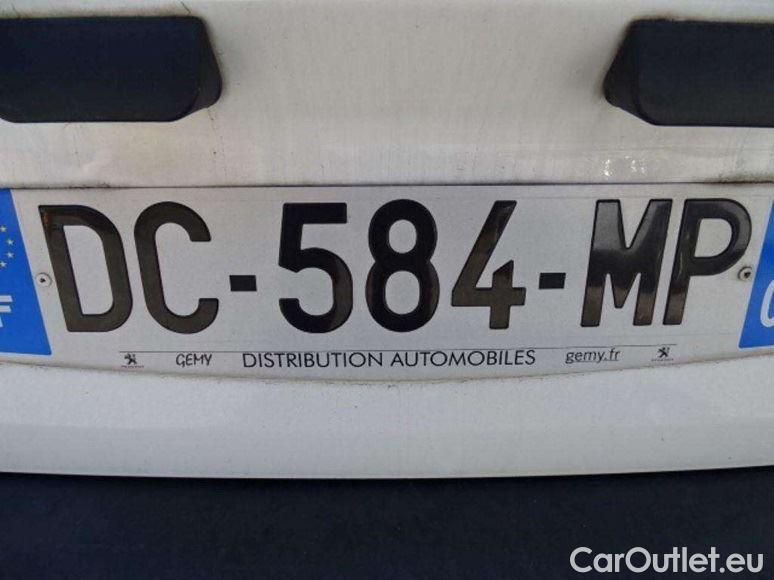 F DC-584-MP
GEMY DISTRIBUTION AUTOMOBILES gemy.fr
CarOutlet.eu